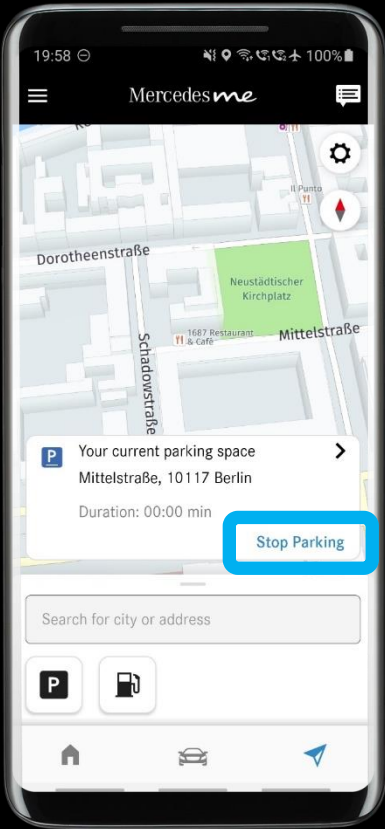 19:58
100%
Mercedes me
Il Punto
Dorotheenstraße
Neustädtischer
Kirchplatz
1687 Restaurant
& Café
Mittelstraße
Schadowstraße
P
Your current parking space
Mittelstraße, 10117 Berlin
Duration: 00:00 min
Stop Parking
Search for city or address
P